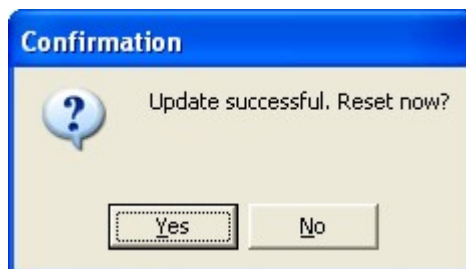 Confirmation
Update successful. Reset now?
Yes No